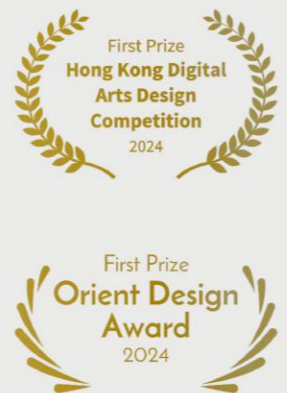 First Prize
Hong Kong Digital
Arts Design
Competition
2024
First Prize
Orient Design
Award
2024